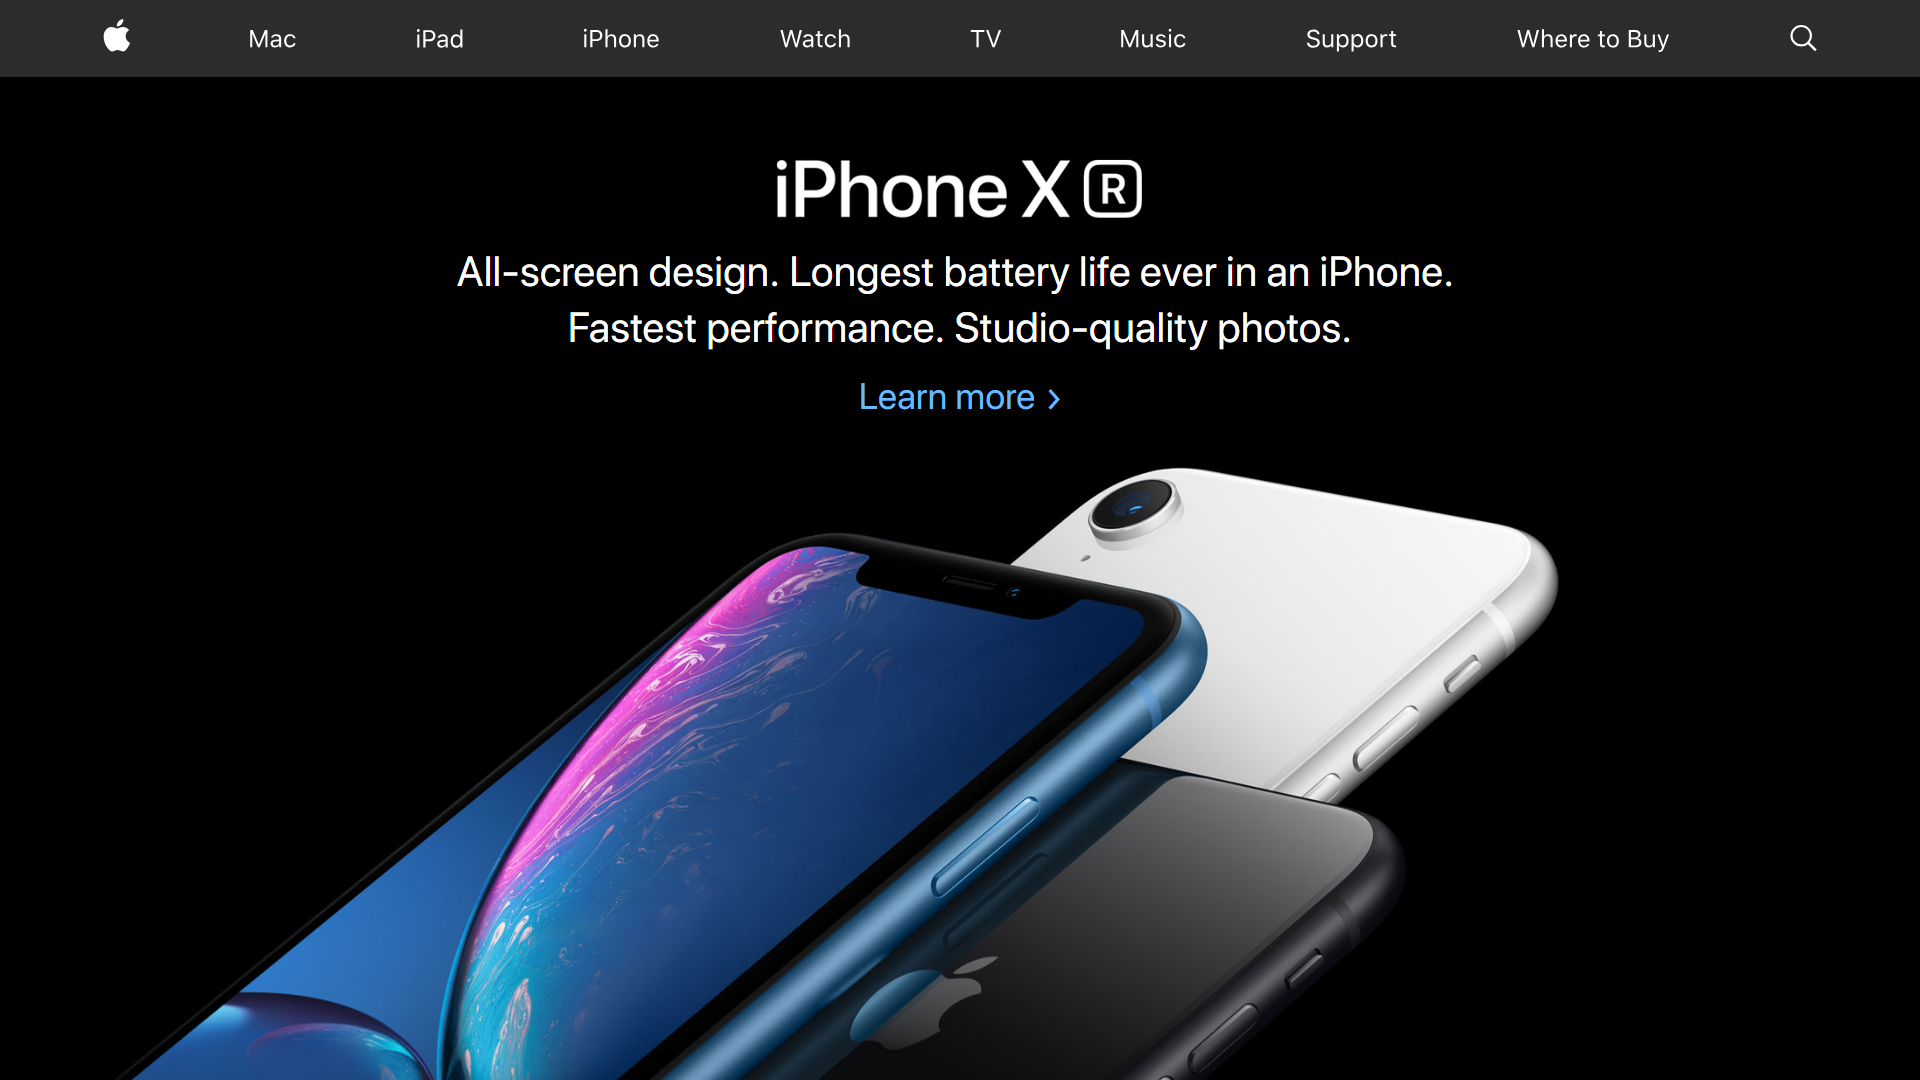 Mac iPad iPhone Watch TV Music Support Where to Buy
iPhone XR
All-screen design. Longest battery life ever in an iPhone.
Fastest performance. Studio-quality photos.
Learn more ›